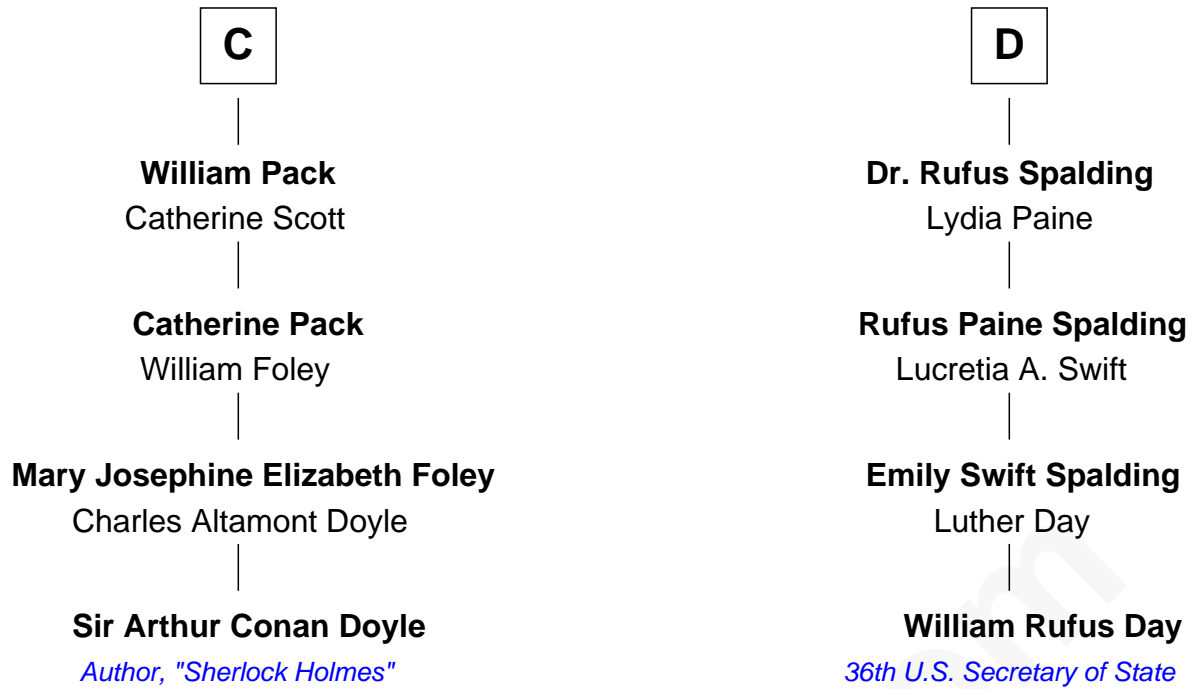 C
William Pack
Catherine Scott
Catherine Pack
William Foley
Mary Josephine Elizabeth Foley
Charles Altamont Doyle
Sir Arthur Conan Doyle
Author, "Sherlock Holmes"
D
Dr. Rufus Spalding
Lydia Paine
Rufus Paine Spalding
Lucretia A. Swift
Emily Swift Spalding
Luther Day
William Rufus Day
36th U.S. Secretary of State
om